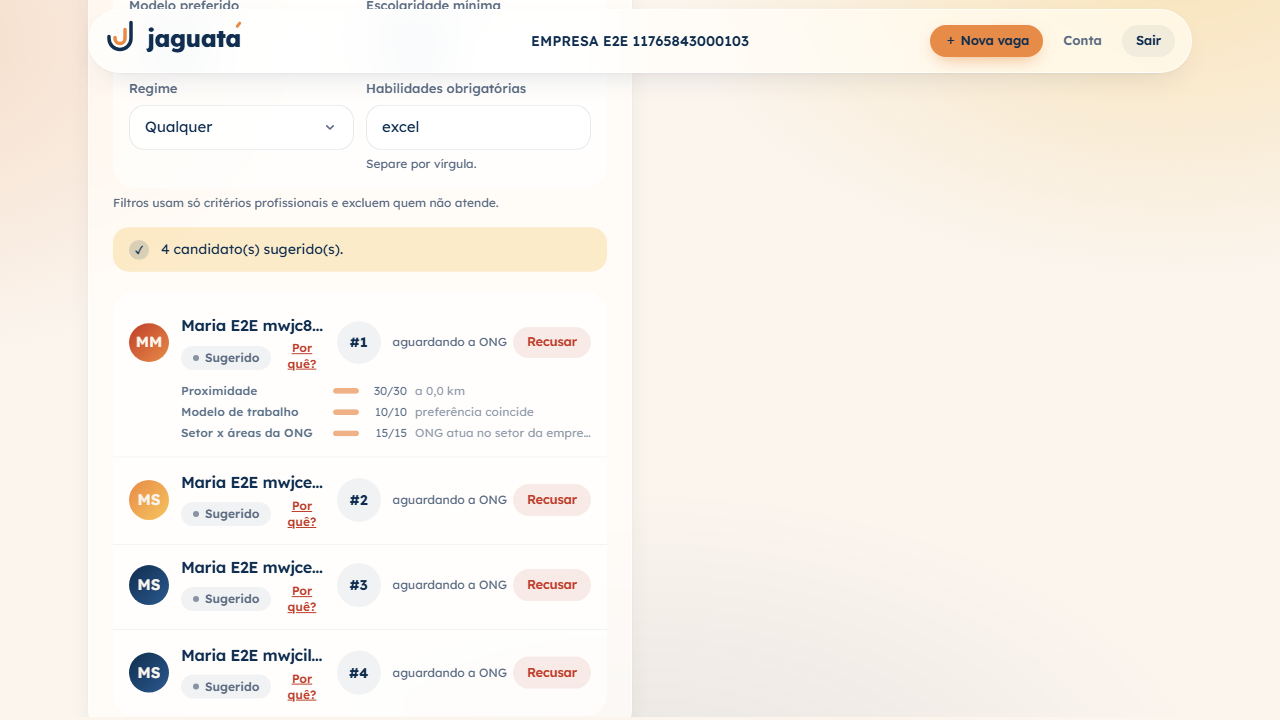 Modelo preferido
Escolaridade mínima
jaguatá
EMPRESA E2E 11765843000103
+ Nova vaga
Conta
Sair
Regime
Habilidades obrigatórias
Qualquer
excel
Separe por vírgula.
Filtros usam só critérios profissionais e excluem quem não atende.
✓ 4 candidato(s) sugerido(s).
MM
Maria E2E mwjc8...
Sugerido
Por quê?
#1
aguardando a ONG
Recusar
Proximidade 30/30 a 0,0 km
Modelo de trabalho 10/10 preferência coincide
Setor x áreas da ONG 15/15 ONG atua no setor da empre...
MS
Maria E2E mwjce...
Sugerido
Por quê?
#2
aguardando a ONG
Recusar
MS
Maria E2E mwjce...
Sugerido
Por quê?
#3
aguardando a ONG
Recusar
MS
Maria E2E mwjcil...
Sugerido
Por quê?
#4
aguardando a ONG
Recusar